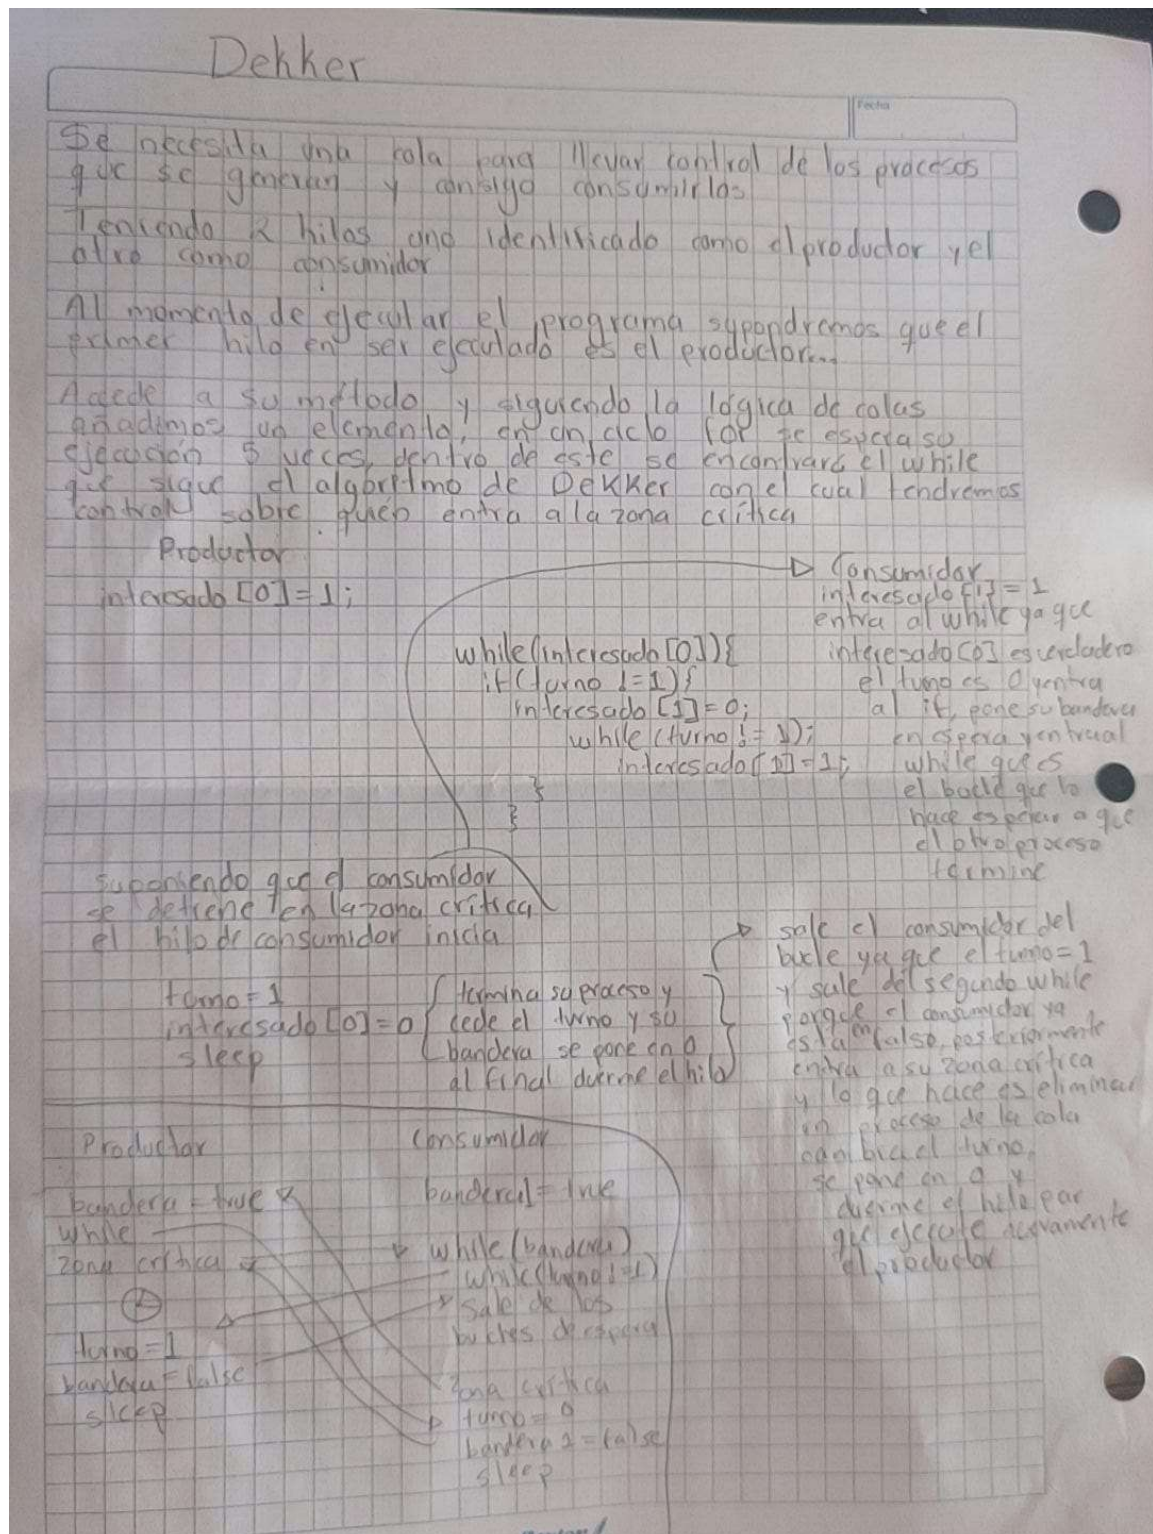 Dekker
Fecha
Se necesita una cola para llevar control de los procesos
que se generan y consigo consumirlos
Teniendo 2 hilos uno identificado como el productor y el
otro como consumidor
Al momento de ejecutar el programa supondremos que el
primer hilo en ser ejecutado es el productor...
Accede a su método y siguiendo la lógica de colas
añadimos un elemento, en un ciclo for se espera su
ejecución 5 veces, dentro de este se encontrará el while
que sigue el algoritmo de Dekker con el cual tendremos
control sobre quien entra a la zona crítica
Productor
interesado [0]=1;
Consumidor
interesado [1] = 1
entra al while ya que
interesado [0] es verdadero
el turno es 0 y entra
al if, pone su bandera
en espera y entra al
while que es
el bucle que lo
hace esperar a que
el otro proceso
termine
while(interesado [0]){
if(turno != 1){
interesado [1]=0;
while(turno != 1);
interesado [1]=1;
}
}
suponiendo que el consumidor
se detiene en la zona crítica
el hilo de consumidor inicia
turno = 1
interesado [0]=0
sleep
termina su proceso y
cede el turno y su
bandera se pone en 0
al final duerme el hilo
sale el consumidor del
bucle ya que el turno=1
y sale del segundo while
porque el consumidor ya
está en falso, posteriormente
entra a su zona crítica
y lo que hace es eliminar
un proceso de la cola
cambia el turno,
se pone en 0 y
duerme el hilo par
que ejecute nuevamente
el productor
Productor
bandera = true
while
zona crítica
turno = 1
bandera = false
sleep
Consumidor
bandera1 = true
while (bandera)
while(turno != 1)
sale de los
bucles de espera
zona crítica
turno = 0
bandera 1 = false
sleep